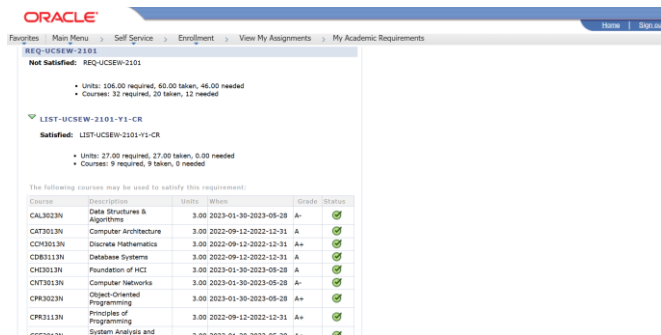 ORACLE'
Home | Sign out
Favorites | Main Menu > Self Service > Enrollment > View My Assignments > My Academic Requirements
REQ-UCSEW-2101
Not Satisfied: REQ-UCSEW-2101
• Units: 106.00 required, 60.00 taken, 46.00 needed
• Courses: 32 required, 20 taken, 12 needed
LIST-UCSEW-2101-Y1-CR
Satisfied: LIST-UCSEW-2101-Y1-CR
• Units: 27.00 required, 27.00 taken, 0.00 needed
• Courses: 9 required, 9 taken, 0 needed
The following courses may be used to satisfy this requirement:
Course Description Units When Grade Status
CAL3023N Data Structures & Algorithms 3.00 2023-01-30-2023-05-28 A-
CAT3013N Computer Architecture 3.00 2022-09-12-2022-12-31 A
CCM3013N Discrete Mathematics 3.00 2022-09-12-2022-12-31 A+
CDB3113N Database Systems 3.00 2022-09-12-2022-12-31 A
CHI3013N Foundation of HCI 3.00 2023-01-30-2023-05-28 A
CNT3013N Computer Networks 3.00 2023-01-30-2023-05-28 A-
CPR3023N Object-Oriented Programming 3.00 2023-01-30-2023-05-28 A+
CPR3113N Principles of Programming 3.00 2022-09-12-2022-12-31 A+
System Analysis and